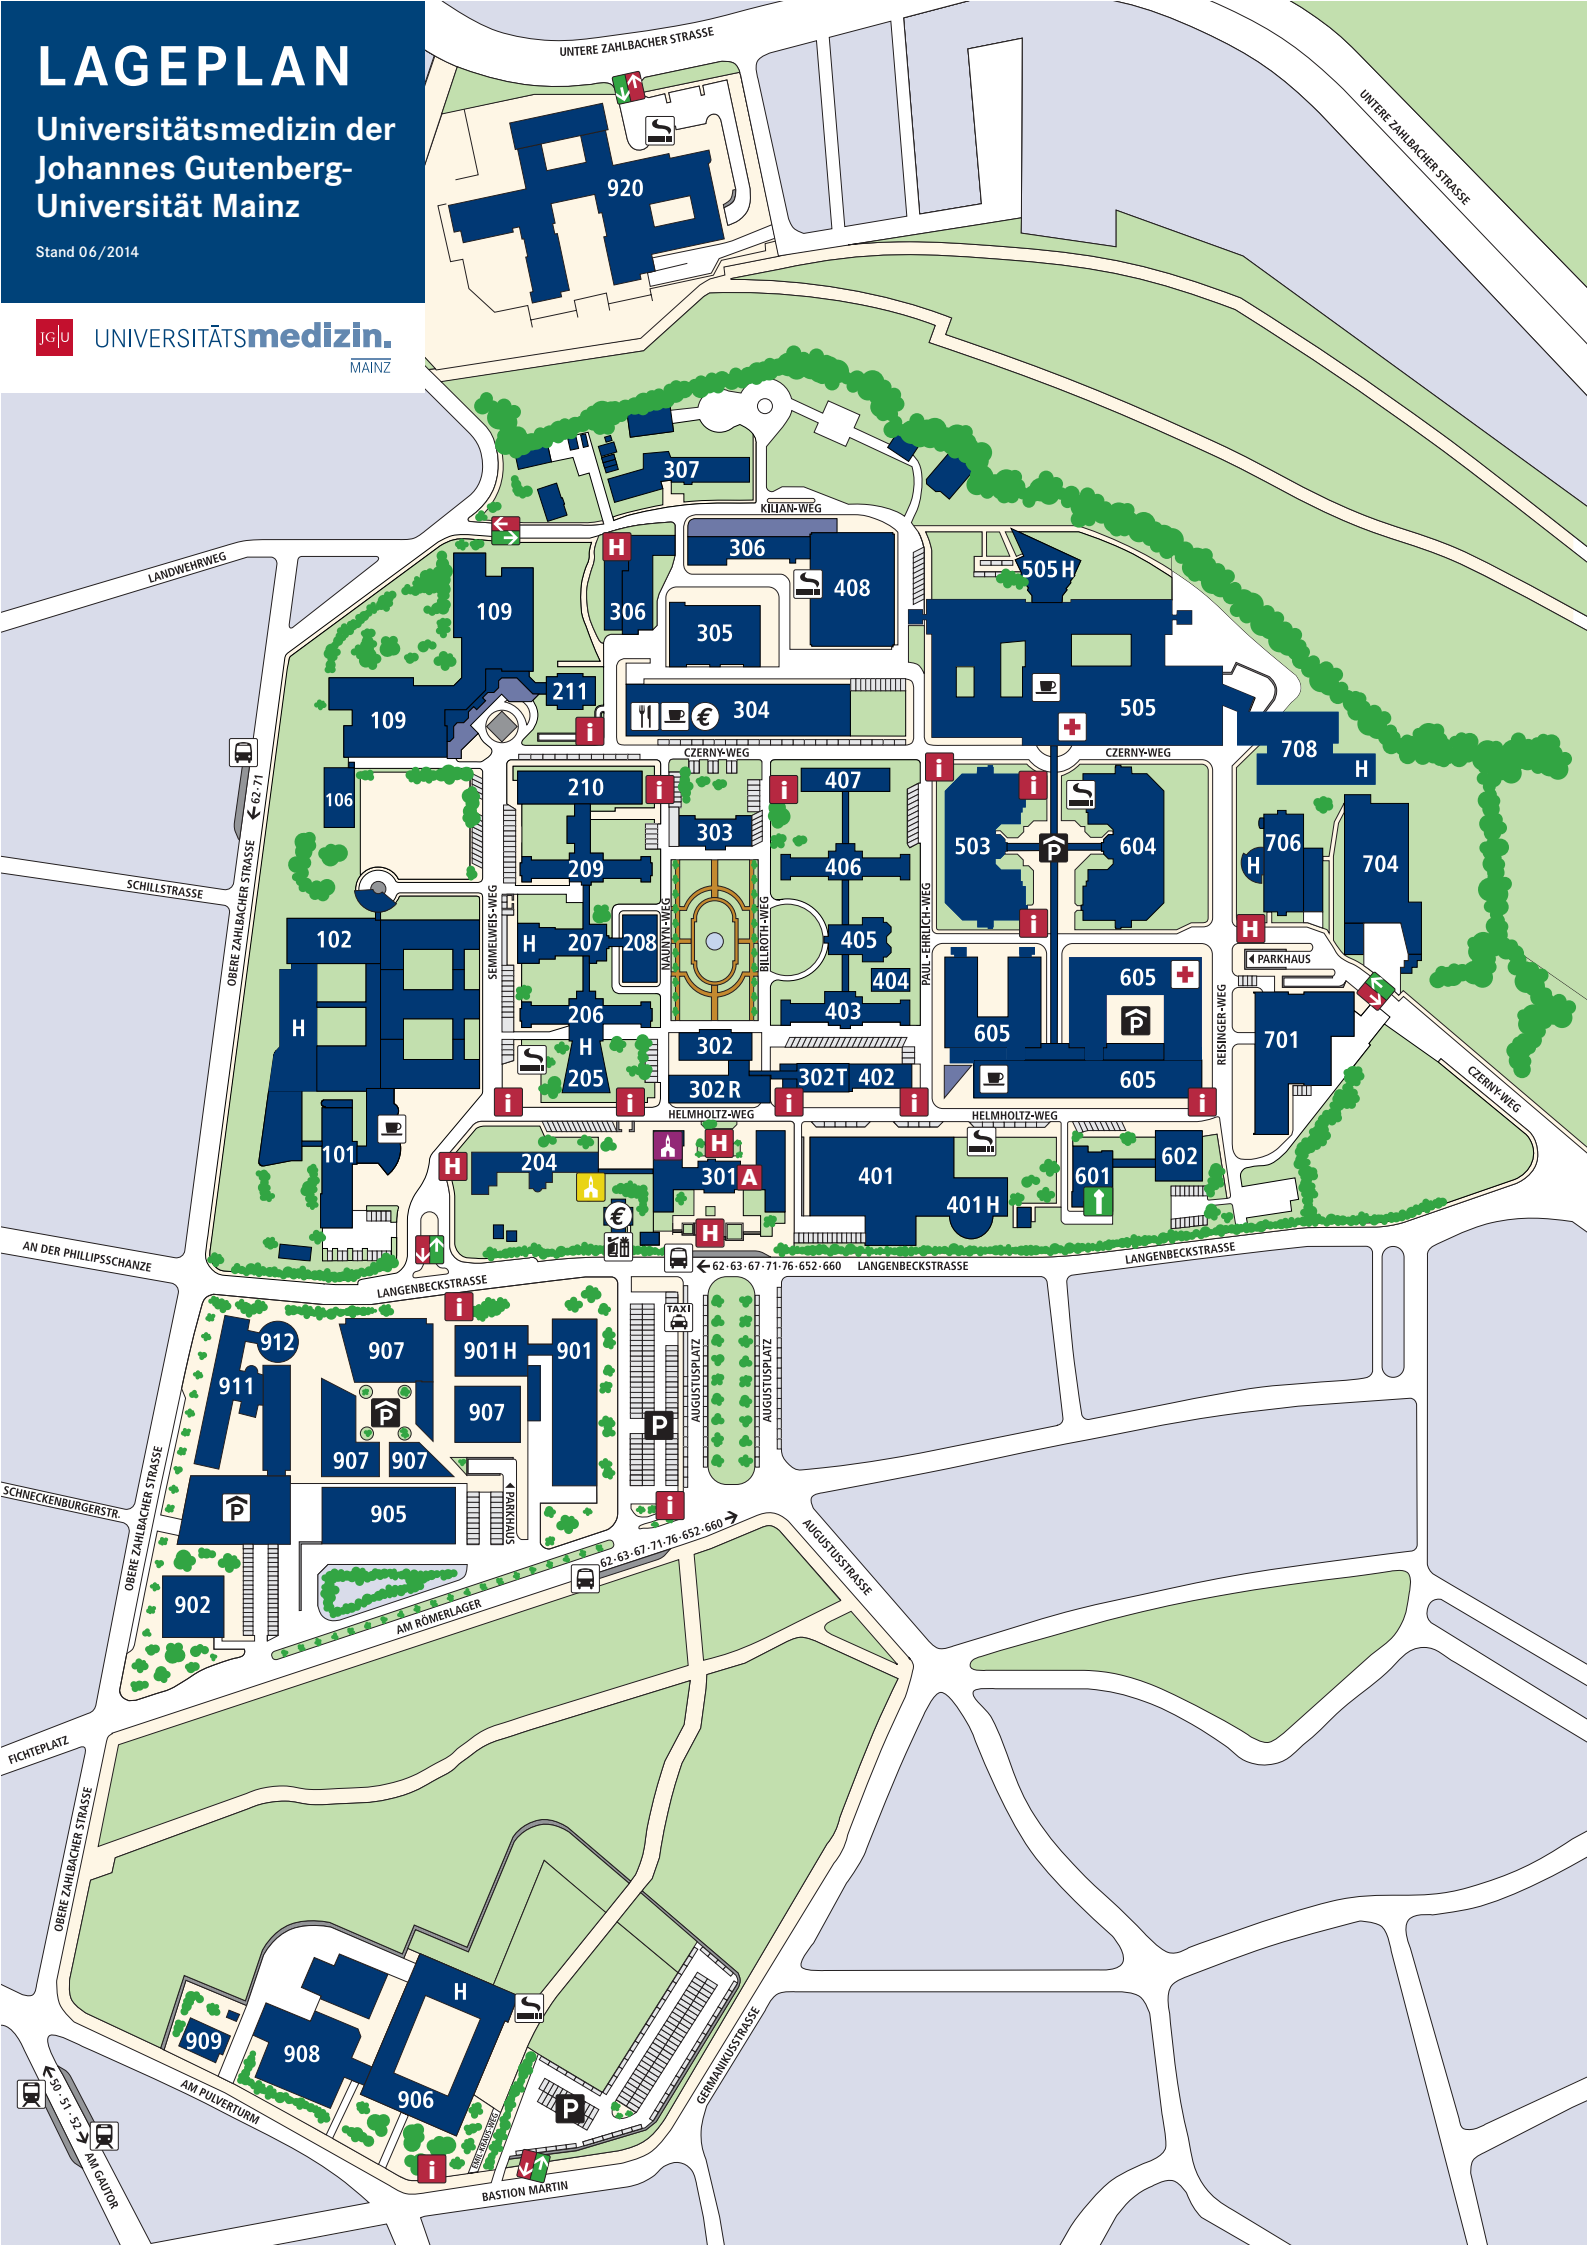 LAGEPLAN
Universitätsmedizin der
Johannes Gutenberg-
Universität Mainz
Stand 06/2014
JG|U
UNIVERSITĀTSmedizin.
MAINZ
UNTERE ZAHLBACHER STRASSE
UNTERE ZAHLBACHER STRASSE
920
307
KILIAN-WEG
LANDWEHRWEG
H
306
306
408
505 H
109
305
211
109
304
€
505
i
CZERNY-WEG
CZERNY-WEG
708
H
62·71
106
210
i
i
407
i
i
303
503
P
604
706
H
704
209
406
SCHILLSTRASSE
OBERE ZAHLBACHER STRASSE
SEMMELWEIS-WEG
NAUNYN-WEG
BILLROTH-WEG
PAUL-EHRLICH-WEG
102
H
207
208
405
i
H
PARKHAUS
404
605
P
206
403
H
605
REISINGER-WEG
701
H
205
302
302 R
302T
402
605
CZERNY-WEG
i
i
i
i
i
HELMHOLTZ-WEG
HELMHOLTZ-WEG
101
H
204
H
301
A
401
401 H
601
602
€
H
AN DER PHILLIPSSCHANZE
62·63·67·71·76·652·660
LANGENBECKSTRASSE
LANGENBECKSTRASSE
LANGENBECKSTRASSE
i
TAXI
912
907
901 H
901
AUGUSTUSPLATZ
AUGUSTUSPLATZ
911
P
907
P
907
907
OBERE ZAHLBACHER STRASSE
SCHNECKENBURGERSTR.
P
905
PARKHAUS
i
62·63·67·71·76·652·660
AUGUSTUSSTRASSE
902
AM RÖMERLAGER
FICHTEPLATZ
OBERE ZAHLBACHER STRASSE
H
909
908
906
GERMANIKUSSTRASSE
50·51·52
AM PULVERTURM
P
EMIL-KRAUS-WEG
AM GAUTOR
i
BASTION MARTIN